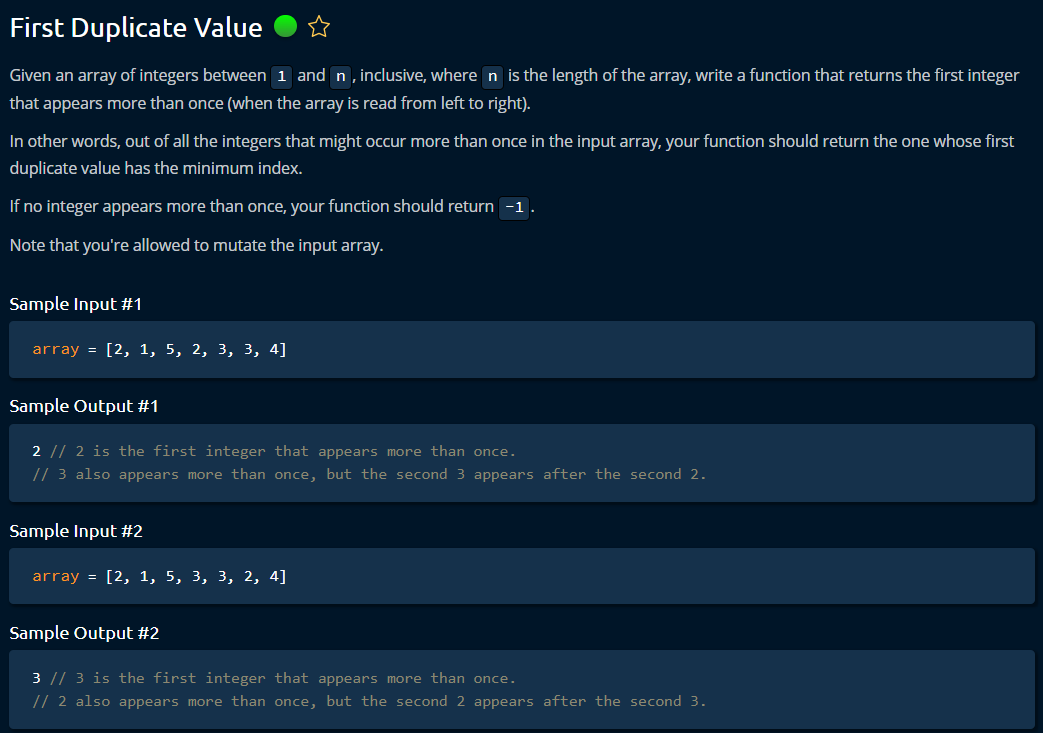 First Duplicate Value
Given an array of integers between 1 and n, inclusive, where n is the length of the array, write a function that returns the first integer
that appears more than once (when the array is read from left to right).
In other words, out of all the integers that might occur more than once in the input array, your function should return the one whose first
duplicate value has the minimum index.
If no integer appears more than once, your function should return -1.
Note that you're allowed to mutate the input array.
Sample Input #1
array = [2, 1, 5, 2, 3, 3, 4]
Sample Output #1
2 // 2 is the first integer that appears more than once.
// 3 also appears more than once, but the second 3 appears after the second 2.
Sample Input #2
array = [2, 1, 5, 3, 3, 2, 4]
Sample Output #2
3 // 3 is the first integer that appears more than once.
// 2 also appears more than once, but the second 2 appears after the second 3.